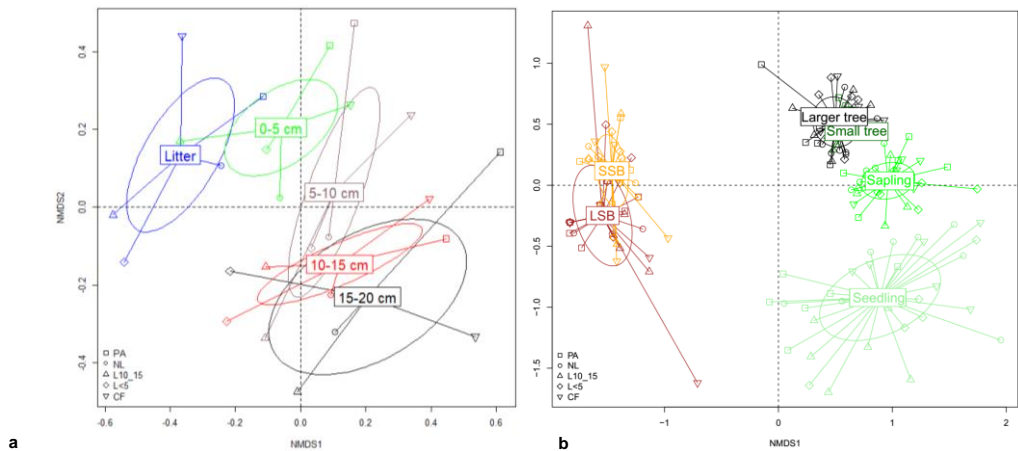 NMDS2
0.4
0.2
0.0
-0.2
-0.4
Litter
0-5 cm
5-10 cm
10-15 cm
15-20 cm
PA
NL
L10_15
L<5
CF
-0.6 -0.4 -0.2 0.0 0.2 0.4 0.6
NMDS1
a
1.0
0.5
0.0
-0.5
-1.0
-1.5
Larger tree
Small tree
SSB
Sapling
LSB
Seedling
PA
NL
L10_15
L<5
CF
-1 0 1 2
NMDS1
b